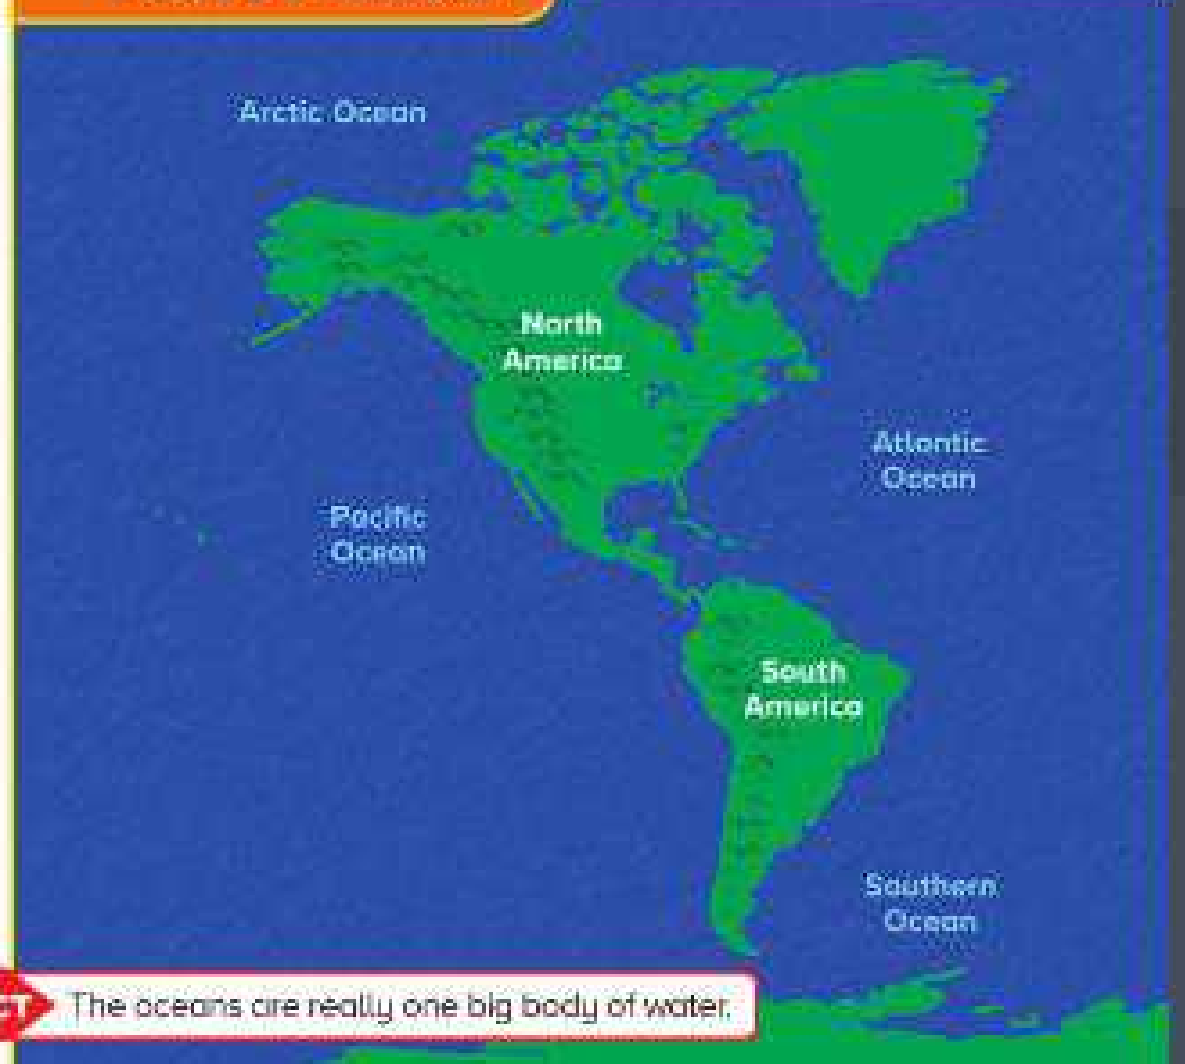 Arctic Ocean
North
America
Atlantic
Ocean
Pacific
Ocean
South
America
Southern
Ocean
The oceans are really one big body of water.